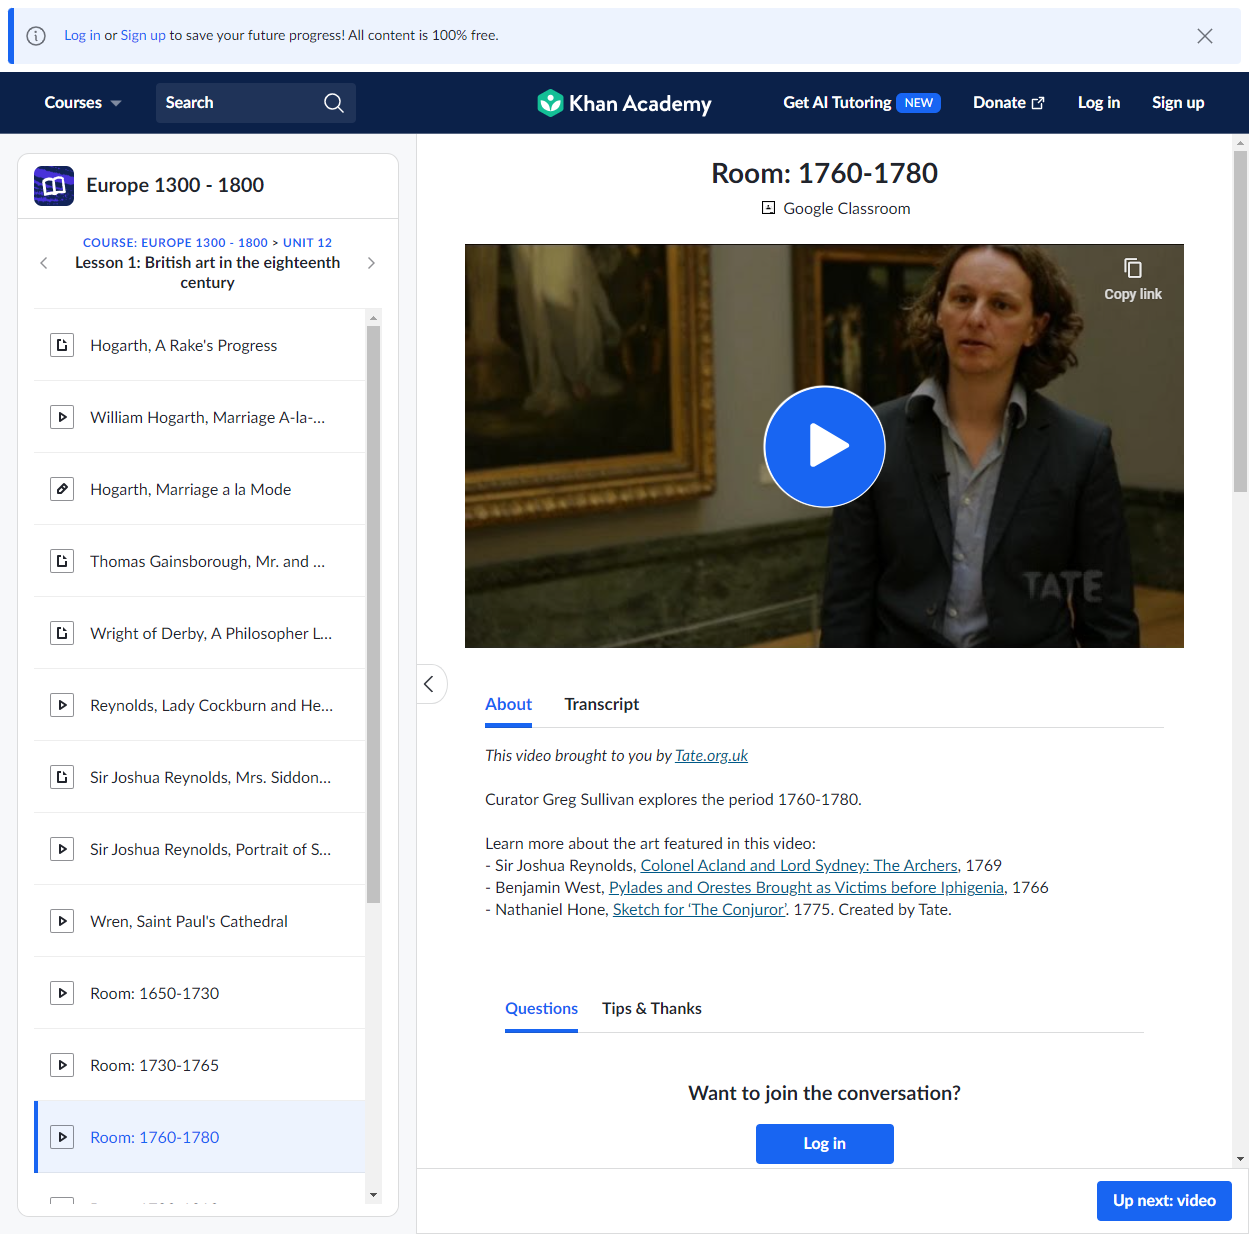 Log in or Sign up to save your future progress! All content is 100% free.
Courses
Search
Khan Academy
Get AI Tutoring NEW
Donate
Log in
Sign up
Europe 1300 - 1800
COURSE: EUROPE 1300 - 1800 > UNIT 12
Lesson 1: British art in the eighteenth
century
Hogarth, A Rake's Progress
William Hogarth, Marriage A-la-...
Hogarth, Marriage a la Mode
Thomas Gainsborough, Mr. and ...
Wright of Derby, A Philosopher L...
Reynolds, Lady Cockburn and He...
Sir Joshua Reynolds, Mrs. Siddon...
Sir Joshua Reynolds, Portrait of S...
Wren, Saint Paul's Cathedral
Room: 1650-1730
Room: 1730-1765
Room: 1760-1780
Room: 1760-1780
Google Classroom
Copy link
TATE
About
Transcript
This video brought to you by Tate.org.uk
Curator Greg Sullivan explores the period 1760-1780.
Learn more about the art featured in this video:
- Sir Joshua Reynolds, Colonel Acland and Lord Sydney: The Archers, 1769
- Benjamin West, Pylades and Orestes Brought as Victims before Iphigenia, 1766
- Nathaniel Hone, Sketch for ‘The Conjuror’. 1775. Created by Tate.
Questions
Tips & Thanks
Want to join the conversation?
Log in
Up next: video